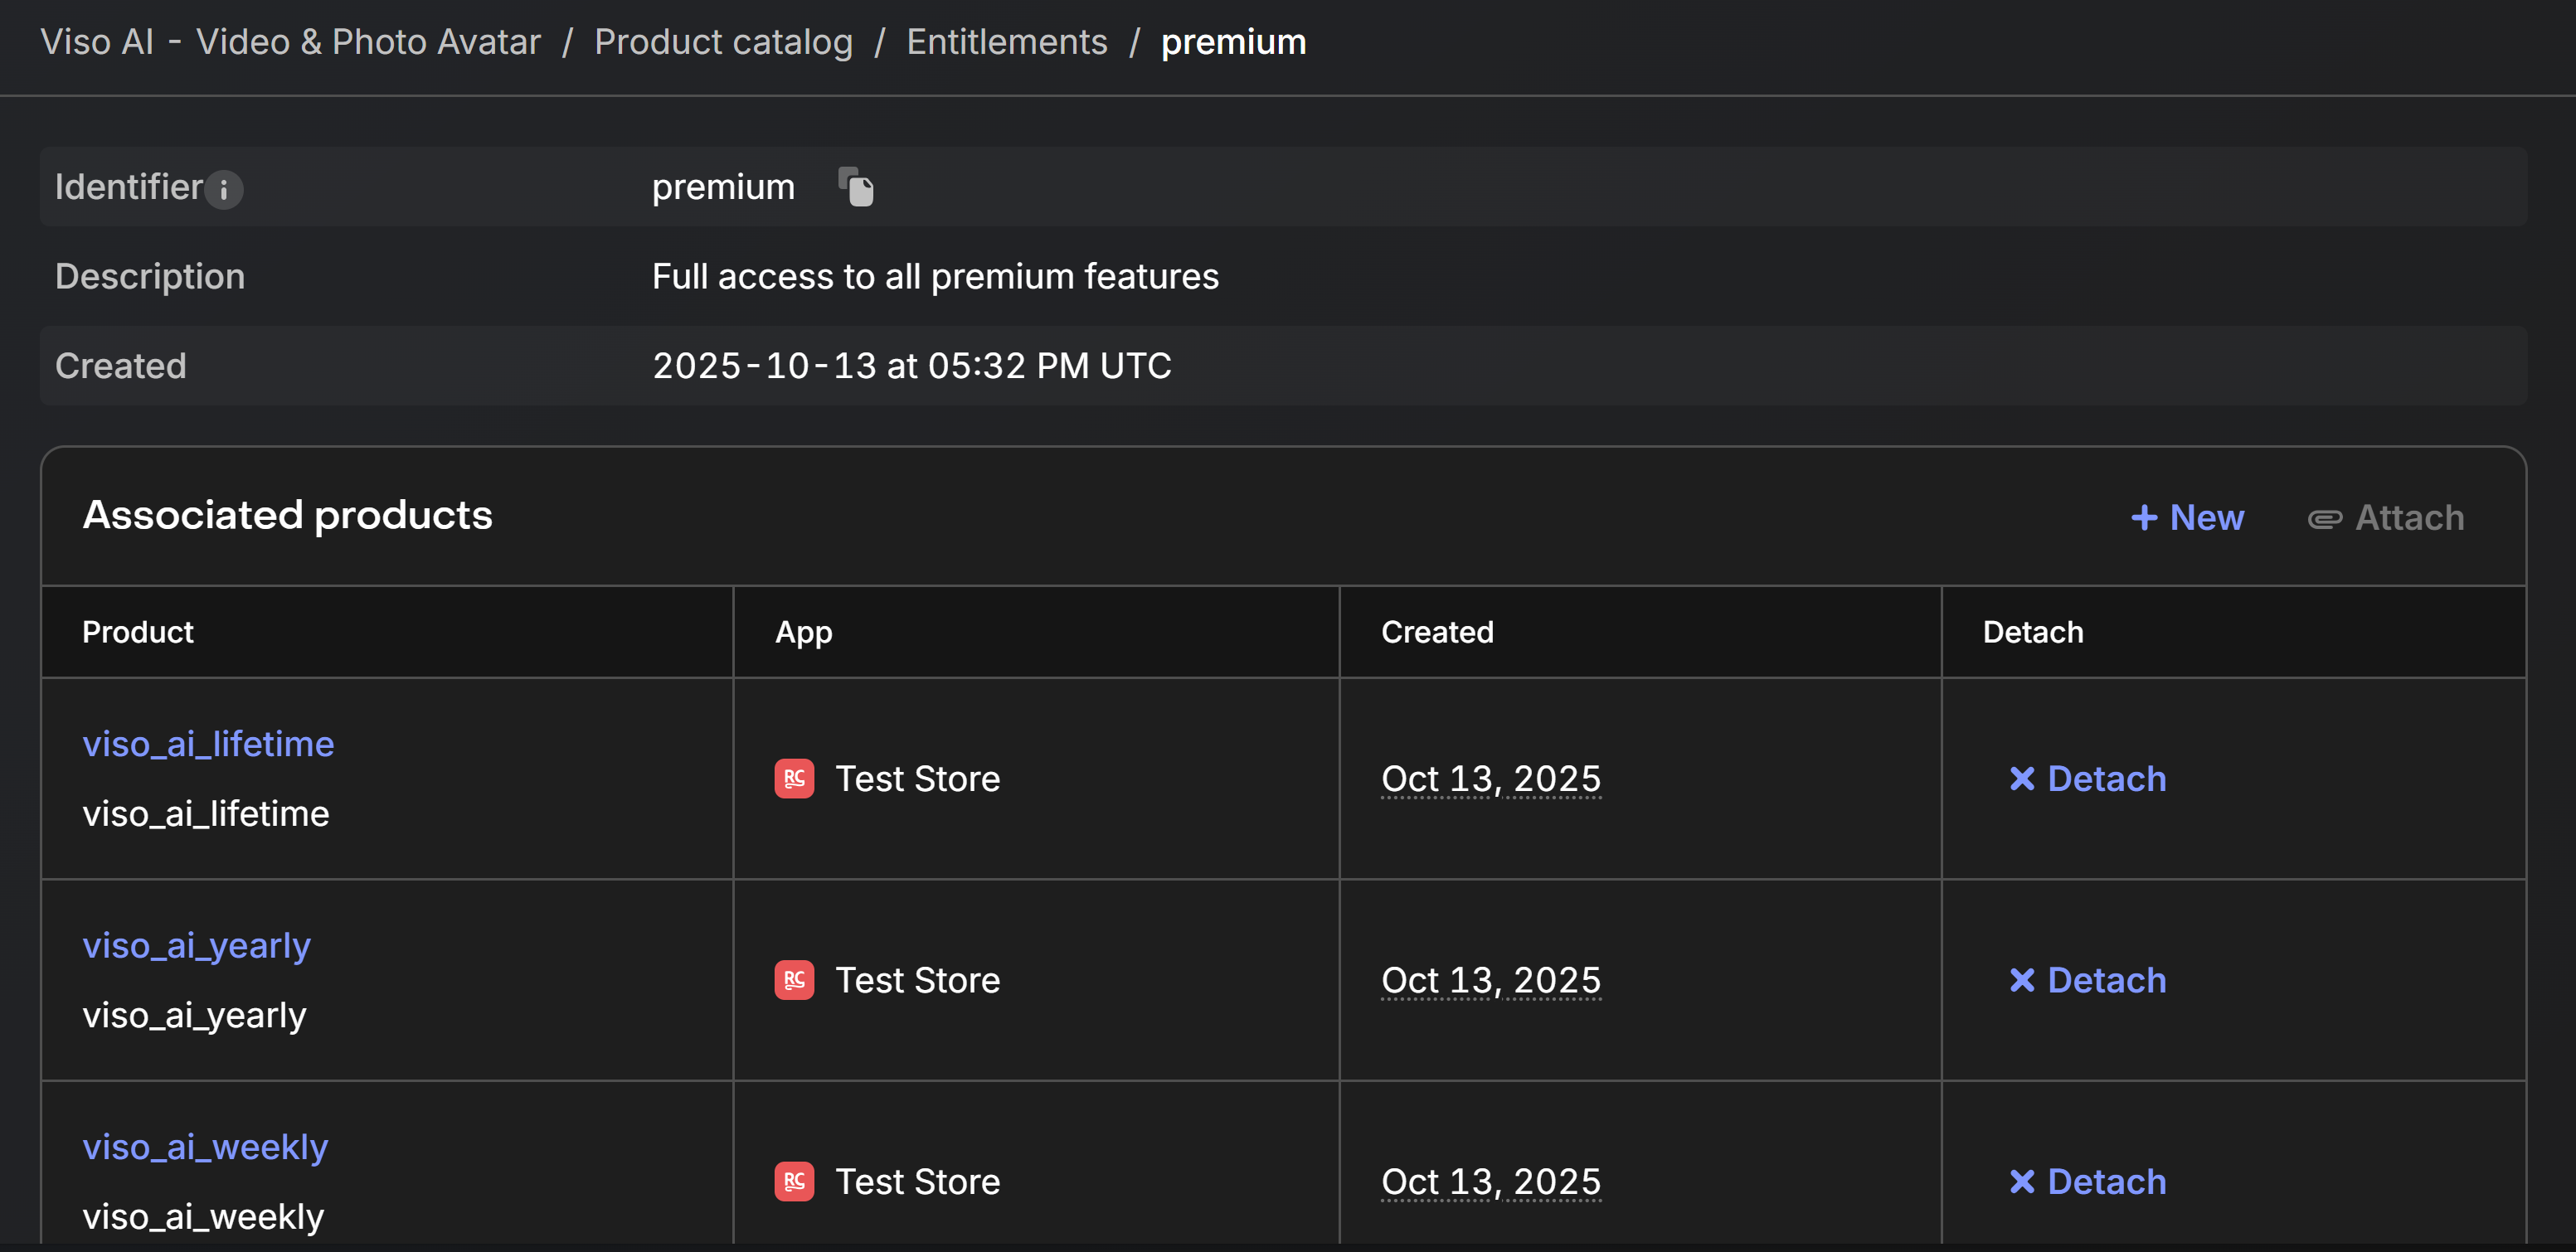 Viso AI - Video & Photo Avatar / Product catalog / Entitlements / premium
Identifier i premium
Description Full access to all premium features
Created 2025-10-13 at 05:32 PM UTC
Associated products + New Attach
Product App Created Detach
viso_ai_lifetime
viso_ai_lifetime
RC Test Store Oct 13, 2025 Detach
viso_ai_yearly
viso_ai_yearly
RC Test Store Oct 13, 2025 Detach
viso_ai_weekly
viso_ai_weekly
RC Test Store Oct 13, 2025 Detach